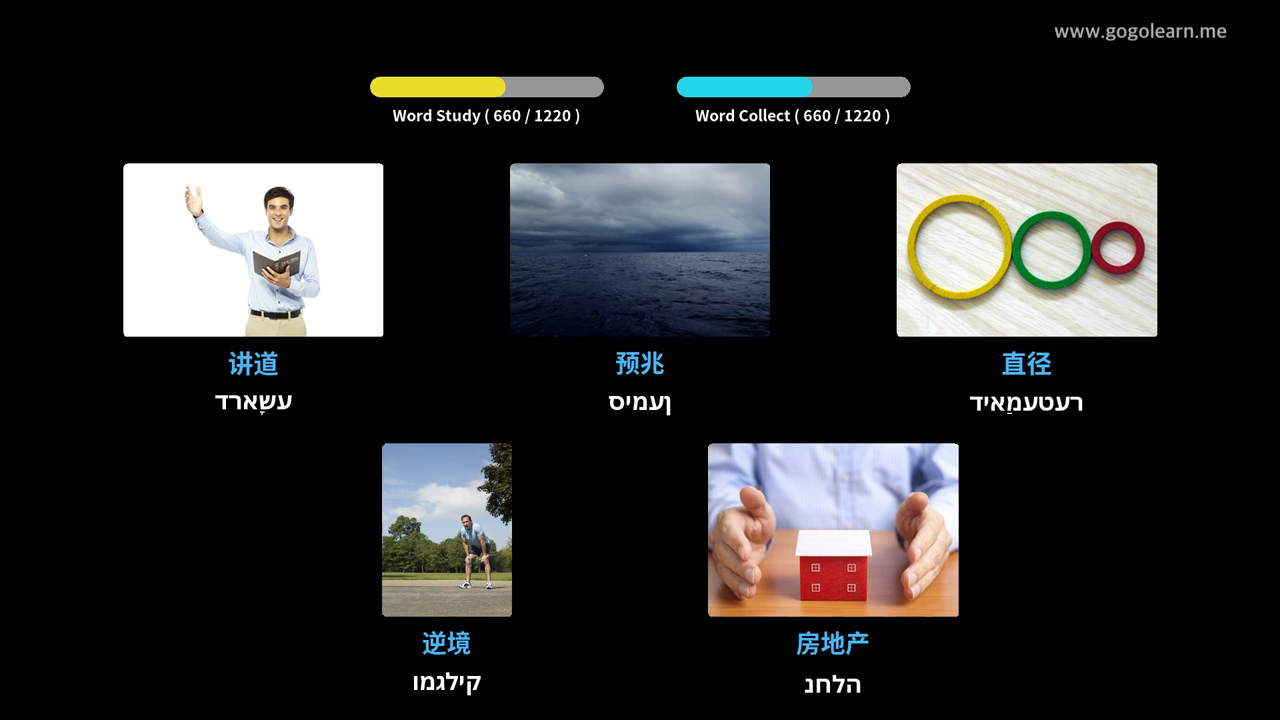 www.gogolearn.me
Word Study ( 660 / 1220 )
Word Collect ( 660 / 1220 )
讲道
עשָארד
预兆
ןעמיס
直径
רעטעמַאיד
逆境
קילגמו
房地产
הלחנ